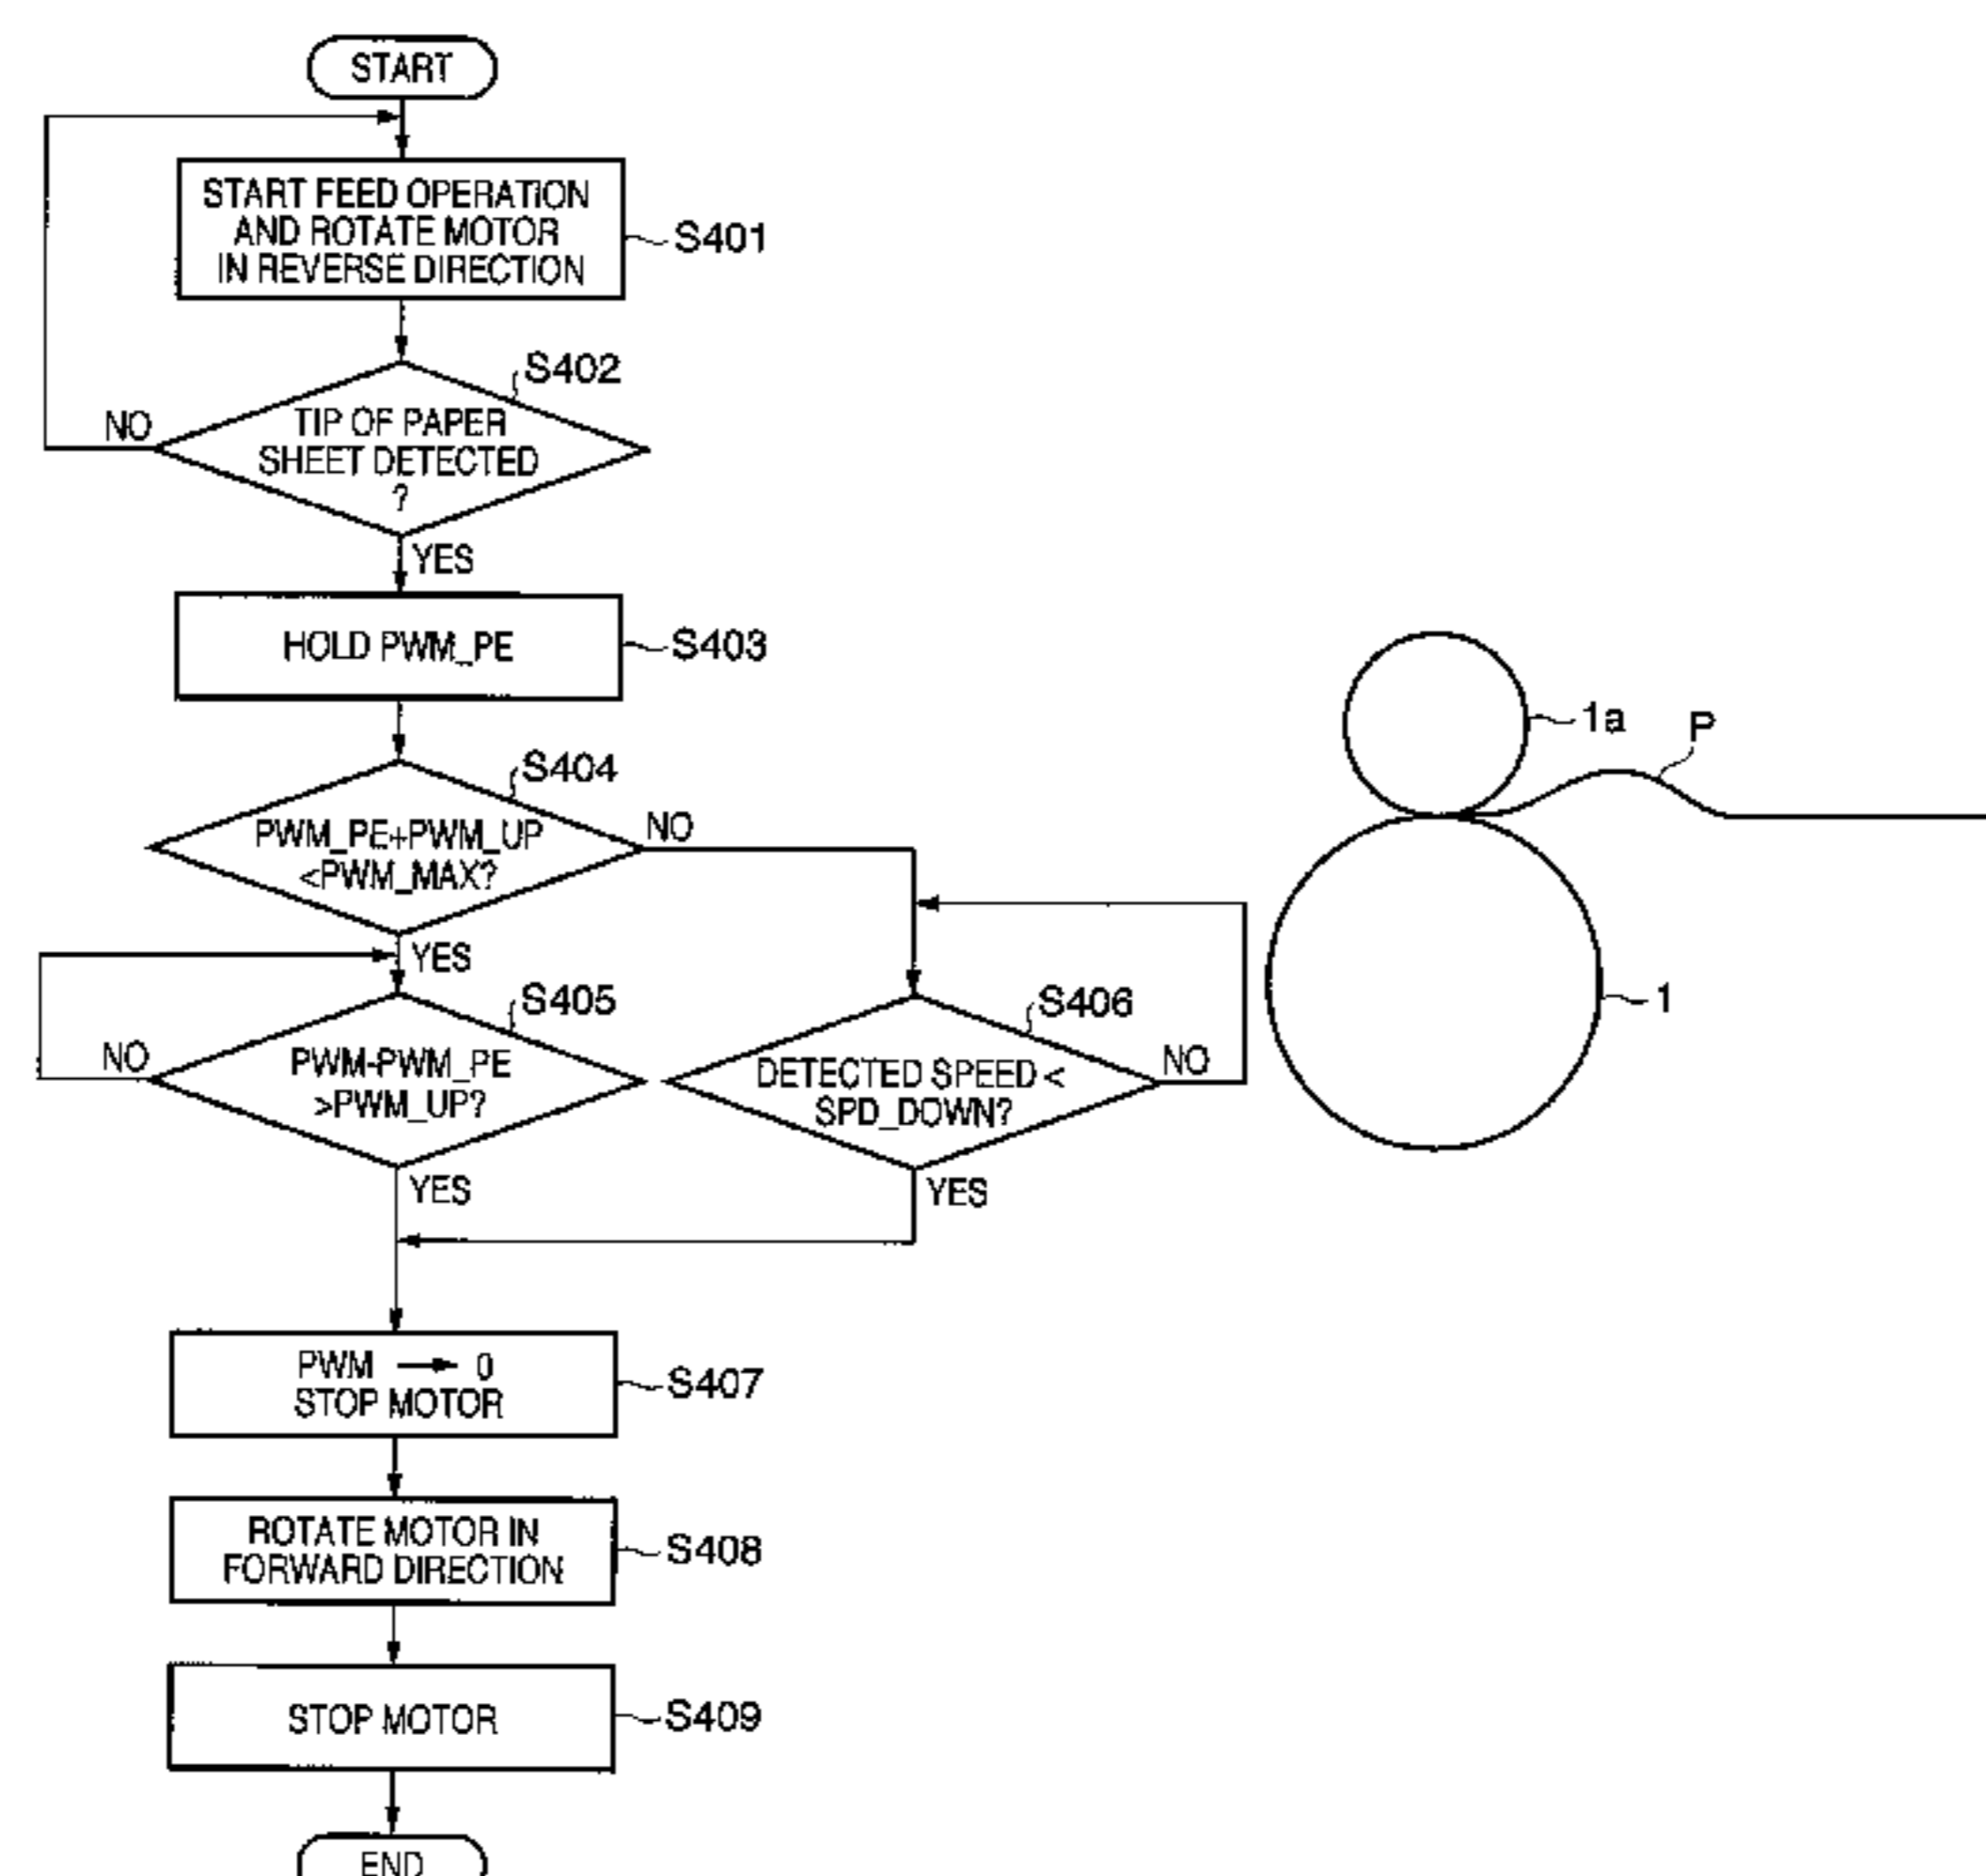 START
START FEED OPERATION
AND ROTATE MOTOR
IN REVERSE DIRECTION
S401
S402
NO
TIP OF PAPER
SHEET DETECTED
?
YES
HOLD PWM_PE
S403
S404
PWM_PE+PWM_UP
<PWM_MAX?
NO
YES
S405
NO
PWM-PWM_PE
>PWM_UP?
YES
S406
DETECTED SPEED <
SPD_DOWN?
NO
YES
PWM → 0
STOP MOTOR
S407
ROTATE MOTOR IN
FORWARD DIRECTION
S408
STOP MOTOR
S409
END
1a
P
1